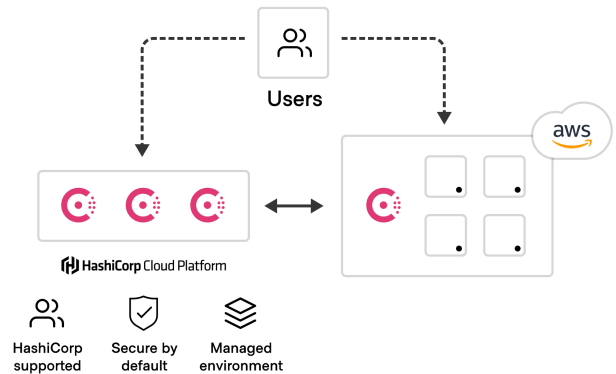 Users
aws
HashiCorp Cloud Platform
HashiCorp
supported
Secure by
default
Managed
environment